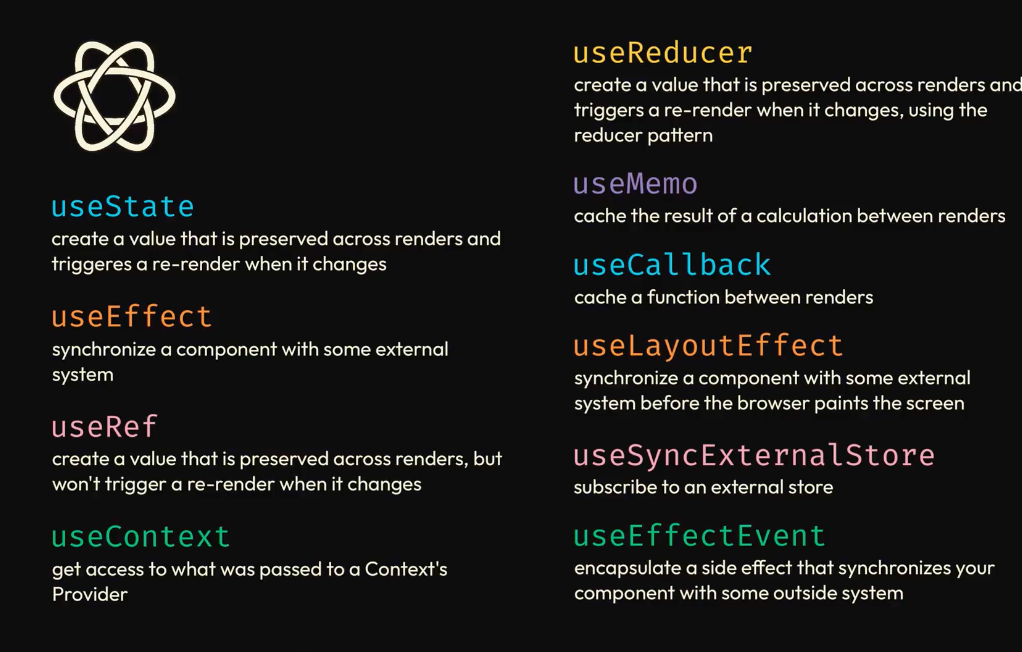 useState
create a value that is preserved across renders and
triggeres a re-render when it changes
useEffect
synchronize a component with some external
system
useRef
create a value that is preserved across renders, but
won't trigger a re-render when it changes
useContext
get access to what was passed to a Context's
Provider
useReducer
create a value that is preserved across renders and
triggers a re-render when it changes, using the
reducer pattern
useMemo
cache the result of a calculation between renders
useCallback
cache a function between renders
useLayoutEffect
synchronize a component with some external
system before the browser paints the screen
useSyncExternalStore
subscribe to an external store
useEffectEvent
encapsulate a side effect that synchronizes your
component with some outside system